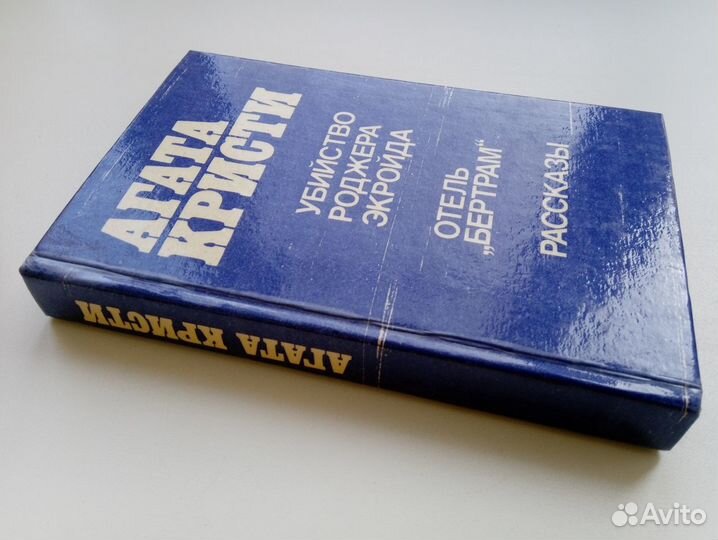 АГАТА
КРИСТИ
УБИЙСТВО
РОДЖЕРА
ЭКРОЙДА
ОТЕЛЬ
„БЕРТРАМ“
РАССКАЗЫ
АГАТА КРИСТИ
Avito